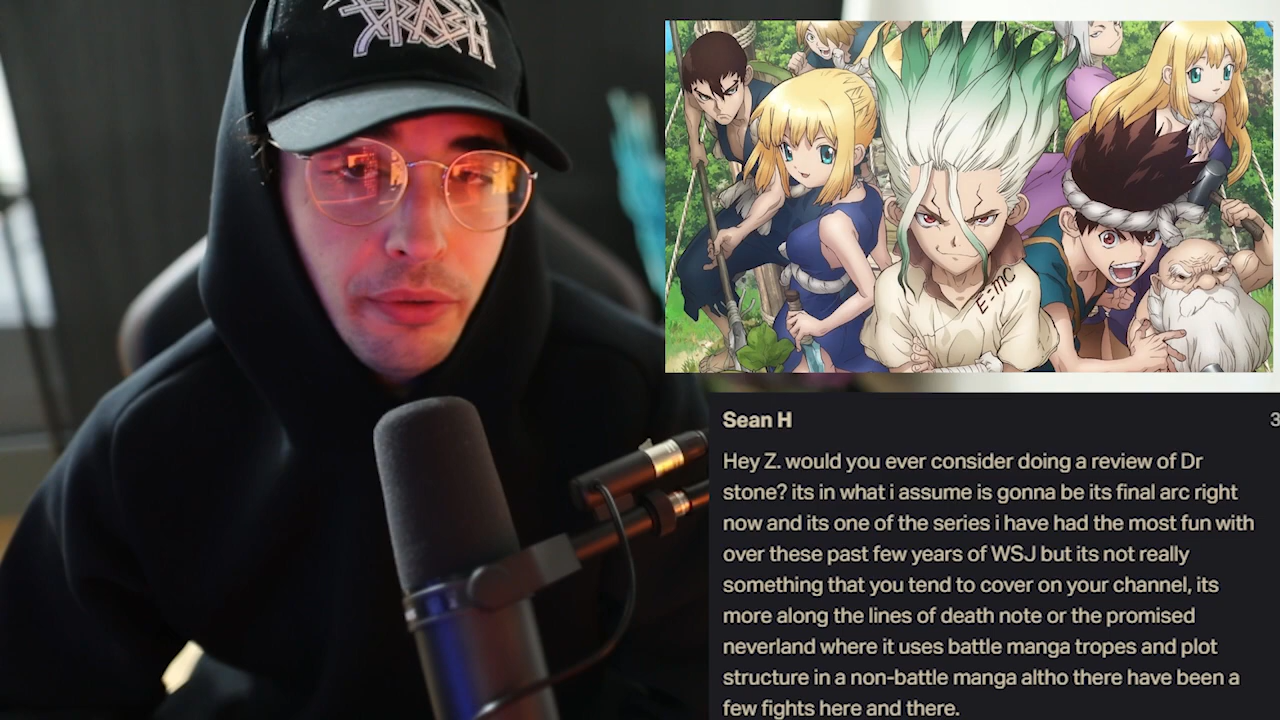 TRASH
E=mc
Sean H
3
Hey Z. would you ever consider doing a review of Dr
stone? its in what i assume is gonna be its final arc right
now and its one of the series i have had the most fun with
over these past few years of WSJ but its not really
something that you tend to cover on your channel, its
more along the lines of death note or the promised
neverland where it uses battle manga tropes and plot
structure in a non-battle manga altho there have been a
few fights here and there.